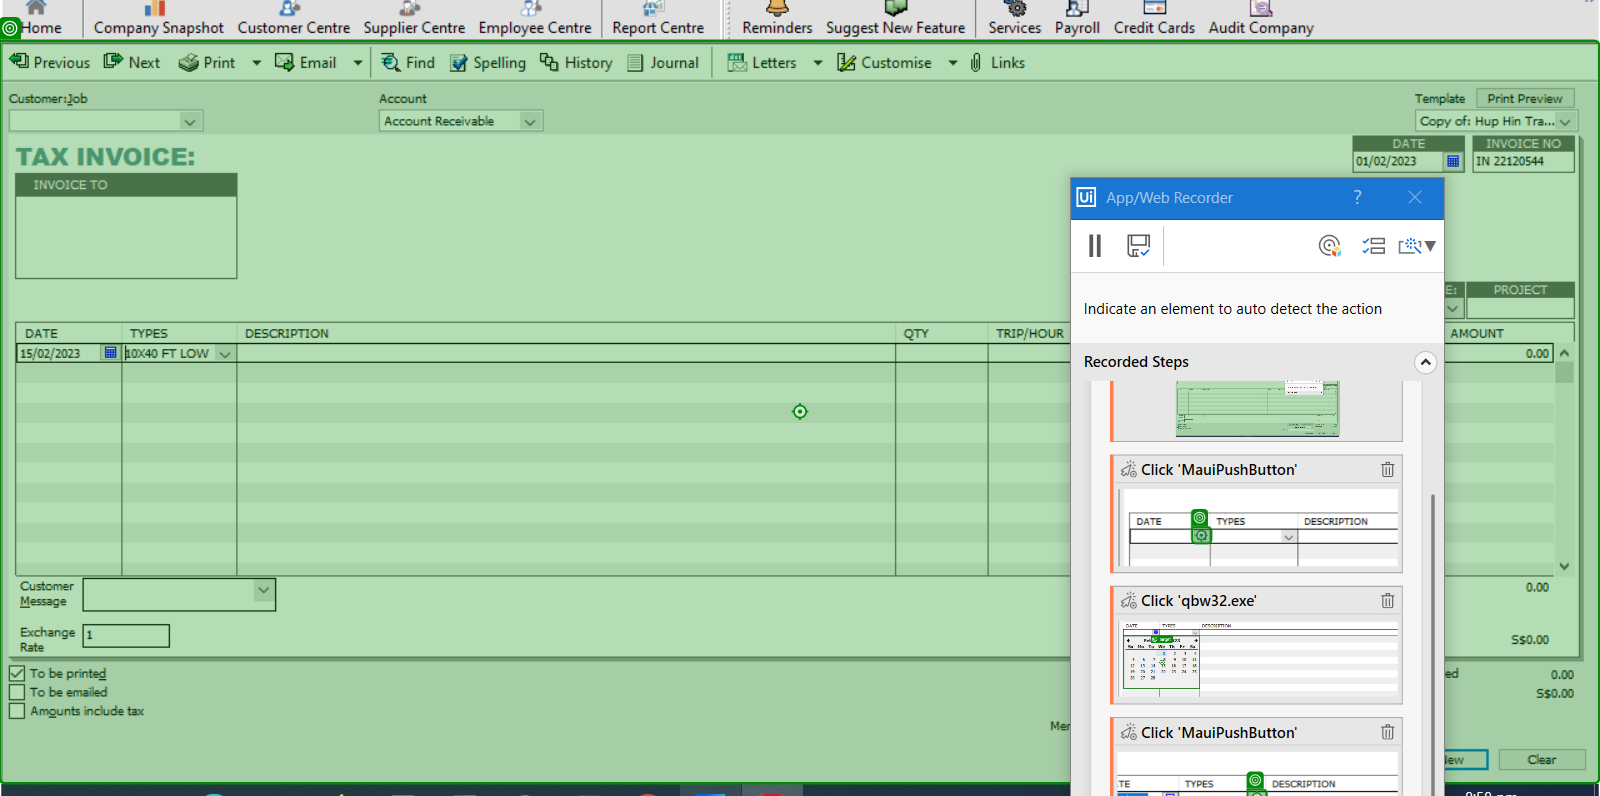 Home Company Snapshot Customer Centre Supplier Centre Employee Centre Report Centre Reminders Suggest New Feature Services Payroll Credit Cards Audit Company
Previous Next Print Email Find Spelling History Journal Letters Customise Links
Customer:Job Account Template Print Preview
Account Receivable Copy of: Hup Hin Tra...
TAX INVOICE:
DATE INVOICE NO
01/02/2023 IN 22120544
INVOICE TO
Ui App/Web Recorder ?
Indicate an element to auto detect the action
E: PROJECT
DATE TYPES DESCRIPTION QTY TRIP/HOUR AMOUNT
15/02/2023 10X40 FT LOW 0.00
Recorded Steps
Click 'MauiPushButton'
DATE TYPES DESCRIPTION
Click 'qbw32.exe'
DATE TYPES DESCRIPTION
Click 'MauiPushButton'
TE TYPES DESCRIPTION
Customer
Message
0.00
Exchange
Rate
1
S$0.00
To be printed
ed 0.00
To be emailed
S$0.00
Amounts include tax
Mer
ew Clear